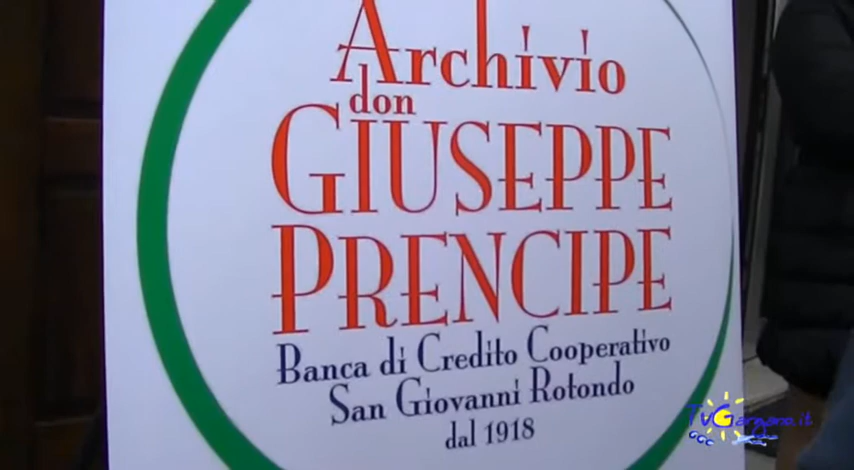 Archivio
don
GIUSEPPE
PRENCIPE
Banca di Credito Cooperativo
San Giovanni Rotondo
dal 1918
TVGargano.it